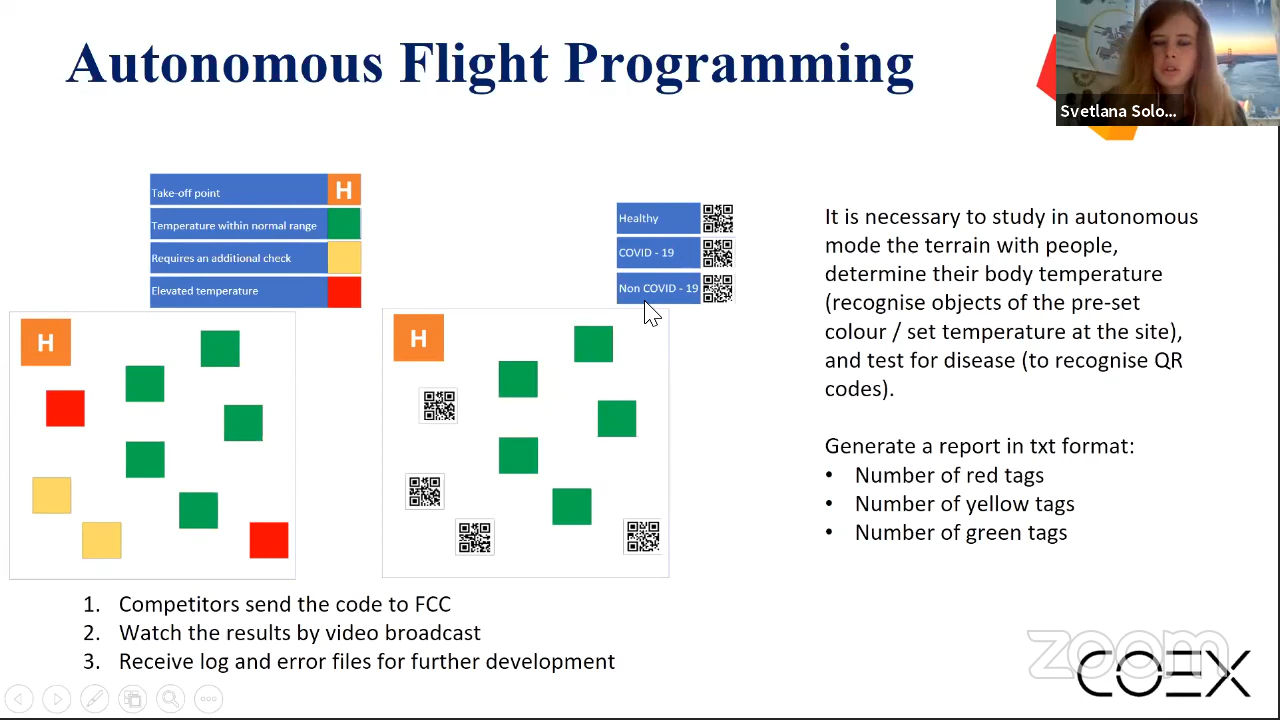 Autonomous Flight Programming
Svetlana Solo...
Take-off point
H
Temperature within normal range
Requires an additional check
Elevated temperature
Healthy
COVID - 19
Non COVID - 19
H
H
It is necessary to study in autonomous
mode the terrain with people,
determine their body temperature
(recognise objects of the pre-set
colour / set temperature at the site),
and test for disease (to recognise QR
codes).
Generate a report in txt format:
• Number of red tags
• Number of yellow tags
• Number of green tags
1. Competitors send the code to FCC
2. Watch the results by video broadcast
3. Receive log and error files for further development
zoom
COEX